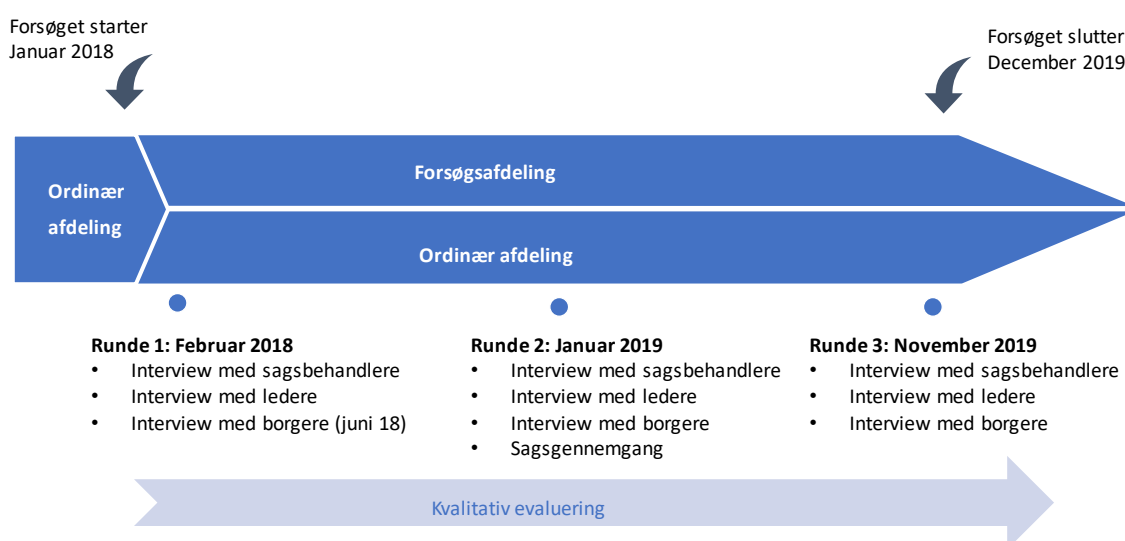 Forsøget starter
Januar 2018
Forsøget slutter
December 2019
Ordinær
afdeling
Forsøgsafdeling
Ordinær afdeling
Runde 1: Februar 2018
• Interview med sagsbehandlere
• Interview med ledere
• Interview med borgere (juni 18)
Runde 2: Januar 2019
• Interview med sagsbehandlere
• Interview med ledere
• Interview med borgere
• Sagsgennemgang
Runde 3: November 2019
• Interview med sagsbehandlere
• Interview med ledere
• Interview med borgere
Kvalitativ evaluering